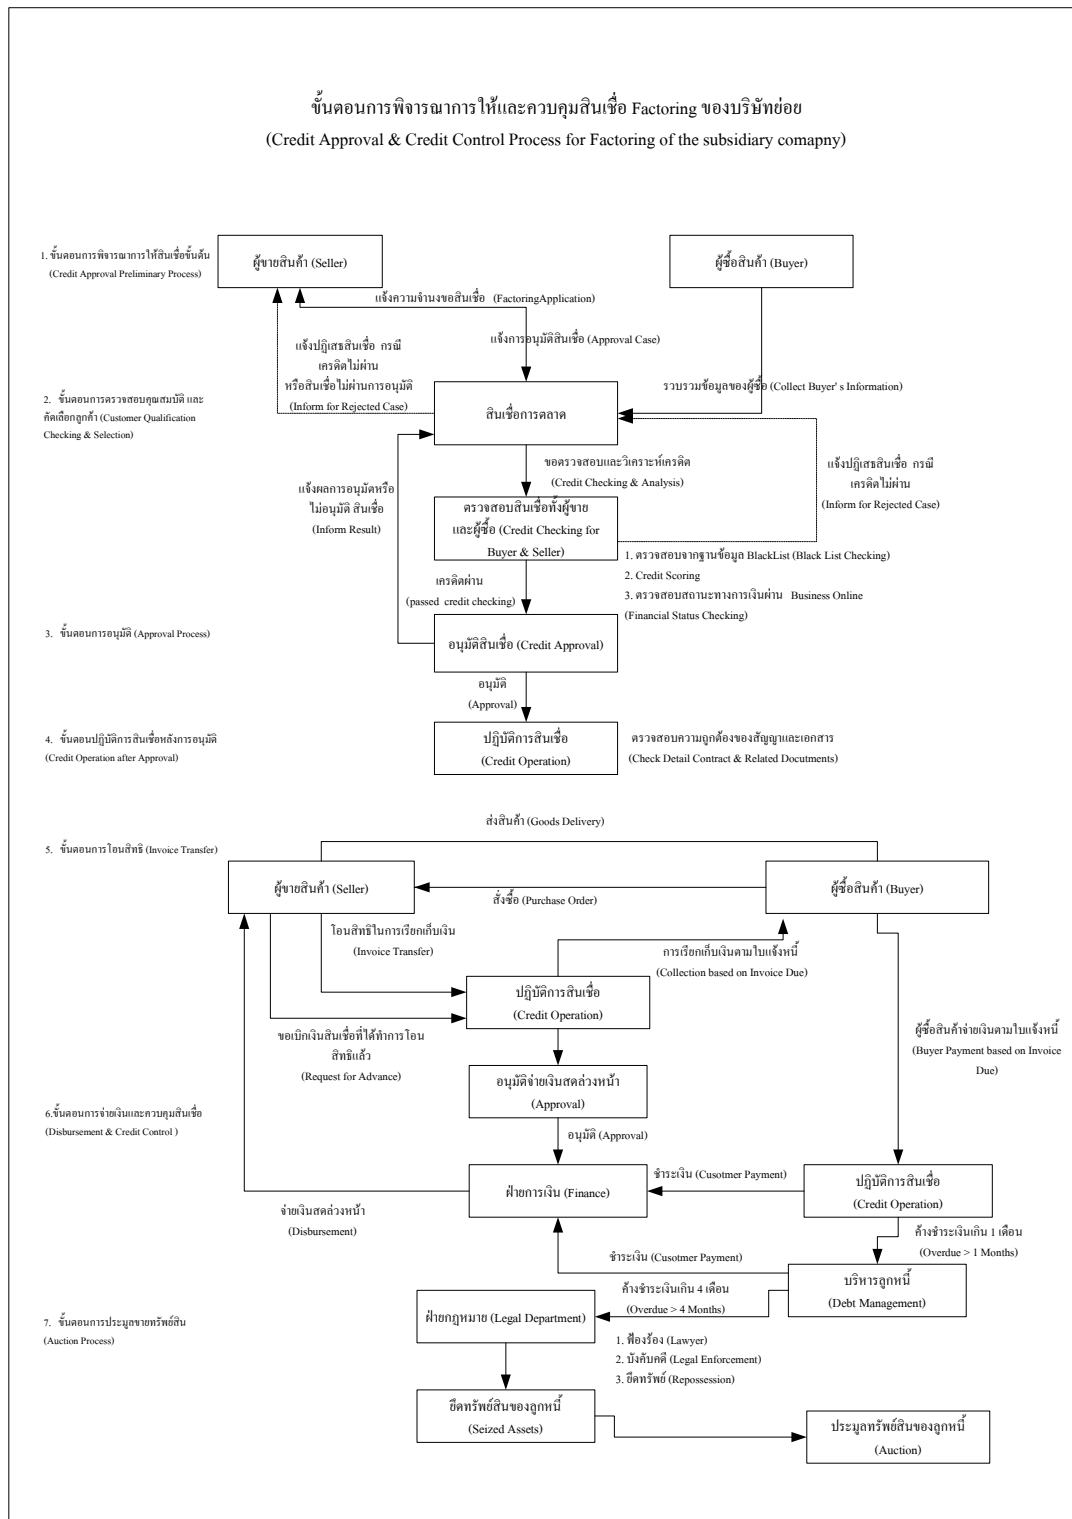 ขั้นตอนการพิจารณาการให้และควบคุมสินเชื่อ Factoring ของบริษัทย่อย
(Credit Approval & Credit Control Process for Factoring of the subsidiary comapny)
1. ขั้นตอนการพิจารณาการให้สินเชื่อขั้นต้น
(Credit Approval Preliminary Process)
ผู้ขายสินค้า (Seller)
ผู้ซื้อสินค้า (Buyer)
แจ้งความจำนงขอสินเชื่อ (FactoringApplication)
แจ้งการอนุมัติสินเชื่อ (Approval Case)
แจ้งปฏิเสธสินเชื่อ กรณี
เครดิตไม่ผ่าน
หรือสินเชื่อไม่ผ่านการอนุมัติ
(Inform for Rejected Case)
รวบรวมข้อมูลของผู้ซื้อ (Collect Buyer' s Information)
2. ขั้นตอนการตรวจสอบคุณสมบัติ และ
คัดเลือกลูกค้า (Customer Qualification
Checking & Selection)
สินเชื่อการตลาด
ขอตรวจสอบและวิเคราะห์เครดิต
(Credit Checking & Analysis)
แจ้งปฏิเสธสินเชื่อ กรณี
เครดิตไม่ผ่าน
(Inform for Rejected Case)
แจ้งผลการอนุมัตหรือ
ไม่อนุมัติ สินเชื่อ
(Inform Result)
ตรวจสอบสินเชื่อทั้งผู้ขาย
และผู้ซื้อ (Credit Checking for
Buyer & Seller)
1. ตรวจสอบจากฐานข้อมูล BlackList (Black List Checking)
2. Credit Scoring
3. ตรวจสอบสถานะทางการเงินผ่าน Business Online
(Financial Status Checking)
เครดิตผ่าน
(passed credit checking)
3. ขั้นตอนการอนุมัติ (Approval Process)
อนุมัติสินเชื่อ (Credit Approval)
อนุมัติ
(Approval)
4. ขั้นตอนปฏิบัติการสินเชื่อหลังการอนุมัติ
(Credit Operation after Approval)
ปฏิบัติการสินเชื่อ
(Credit Operation)
ตรวจสอบความถูกต้องของสัญญาและเอกสาร
(Check Detail Contract & Related Doctuments)
ส่งสินค้า (Goods Delivery)
5. ขั้นตอนการโอนสิทธิ (Invoice Transfer)
ผู้ขายสินค้า (Seller)
ผู้ซื้อสินค้า (Buyer)
สั่งซื้อ (Purchase Order)
โอนสิทธิในการเรียกเก็บเงิน
(Invoice Transfer)
การเรียกเก็บเงินตามใบแจ้งหนี้
(Collection based on Invoice Due)
ปฏิบัติการสินเชื่อ
(Credit Operation)
ขอเบิกเงินสินเชื่อที่ได้ทำการโอน
สิทธิแล้ว
(Request for Advance)
ผู้ซื้อสินค้าจ่ายเงินตามใบแจ้งหนี้
(Buyer Payment based on Invoice
Due)
อนุมัติจ่ายเงินสดล่วงหน้า
(Approval)
6.ขั้นตอนการจ่ายเงินและควบคุมสินเชื่อ
(Disbursement & Credit Control )
อนุมัติ (Approval)
ฝ่ายการเงิน (Finance)
ชำระเงิน (Cusotmer Payment)
ปฏิบัติการสินเชื่อ
(Credit Operation)
จ่ายเงินสดล่วงหน้า
(Disbursement)
ค้างชำระเงินเกิน 1 เดือน
(Overdue > 1 Months)
ชำระเงิน (Cusotmer Payment)
บริหารลูกหนี้
(Debt Management)
ค้างชำระเงินเกิน 4 เดือน
(Overdue > 4 Months)
7. ขั้นตอนการประมูลขายทรัพย์สิน
(Auction Process)
ฝ่ายกฎหมาย (Legal Department)
1. ฟ้องร้อง (Lawyer)
2. บังคับคดี (Legal Enforcement)
3. ยึดทรัพย์ (Repossession)
ยึดทรัพย์สินของลูกหนี้
(Seized Assets)
ประมูลทรัพย์สินของลูกหนี้
(Auction)